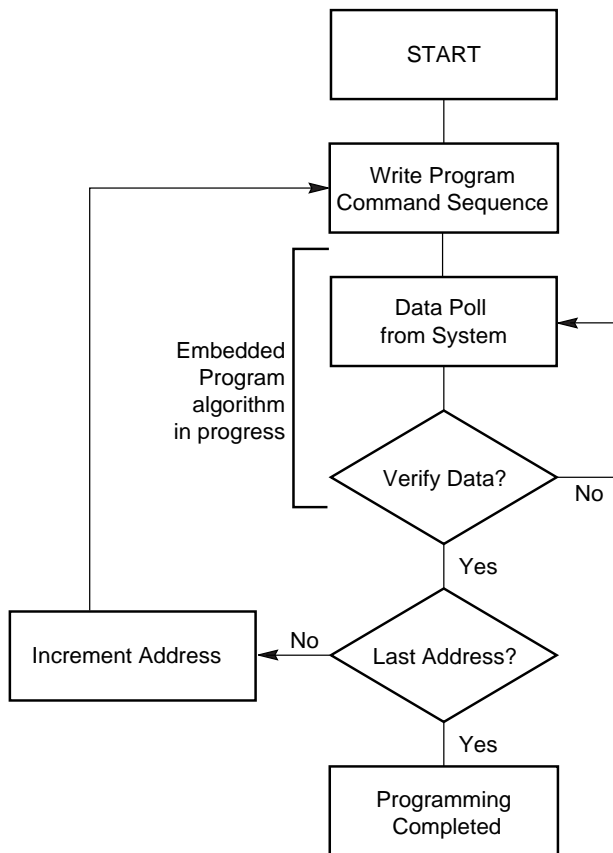 START
Write Program
Command Sequence
Data Poll
from System
Embedded
Program
algorithm
in progress
Verify Data?
No
Yes
No
Increment Address
Last Address?
Yes
Programming
Completed